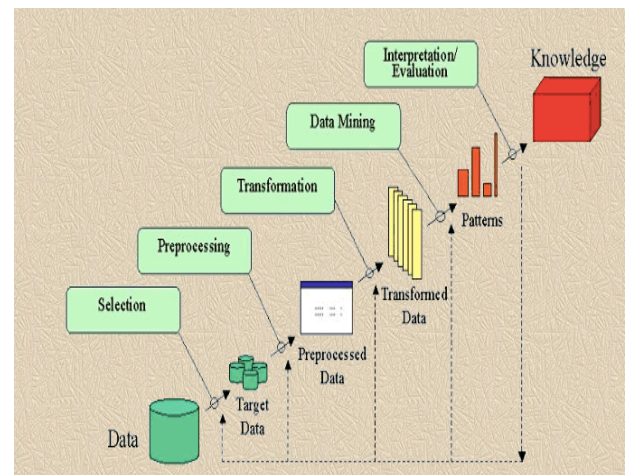 Interpretation/
Evaluation
Knowledge
Data Mining
Transformation
Patterns
Preprocessing
Transformed
Data
Selection
Preprocessed
Data
Target
Data
Data